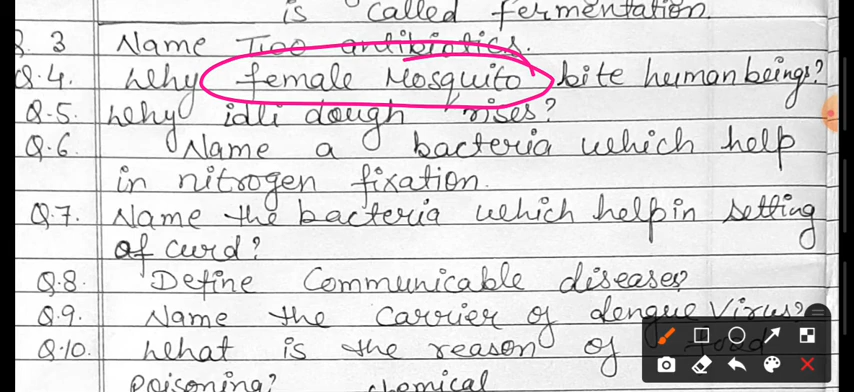 is called fermentation.
Q. 3 Name Two antibiotics.
Q.4. Why female Mosquito bite human beings?
Q.5. Why idli dough rises?
Q.6. Name a bacteria which help
in nitrogen fixation.
Q.7. Name the bacteria which help in setting
of curd?
Q.8. Define Communicable diseases?
Q.9. Name the carrier of dengue Virus?
Q.10. What is the reason of food
poisoning? chemical